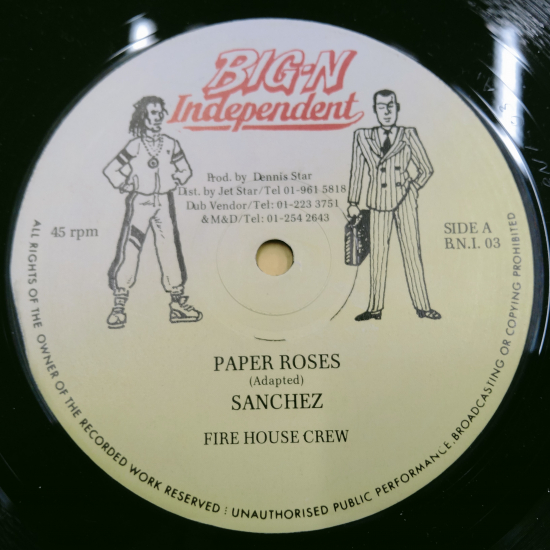 BIG-N
Independent
Prod. by Dennis Star
Dist. by Jet Star/Tel 01-961 5818
Dub Vendor/Tel: 01-223 3751
& M&D/Tel: 01-254 2643
45 rpm
SIDE A
B.N.I. 03
PAPER ROSES
(Adapted)
SANCHEZ
FIRE HOUSE CREW
ALL RIGHTS OF THE OWNER OF THE RECORDED WORK RESERVED : UNAUTHORISED PUBLIC PERFORMANCE. BROADCASTING OR COPYING PROHIBITED